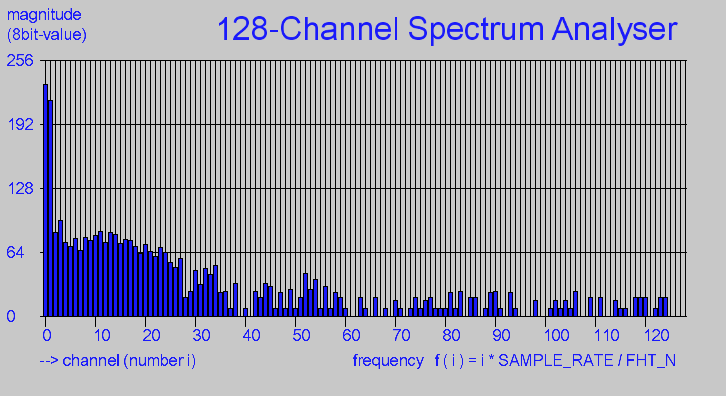 magnitude
(8bit-value)
128-Channel Spectrum Analyser
256
192
128
64
0
0 10 20 30 40 50 60 70 80 90 100 110 120
--> channel (number i) frequency f ( i ) = i * SAMPLE_RATE / FHT_N